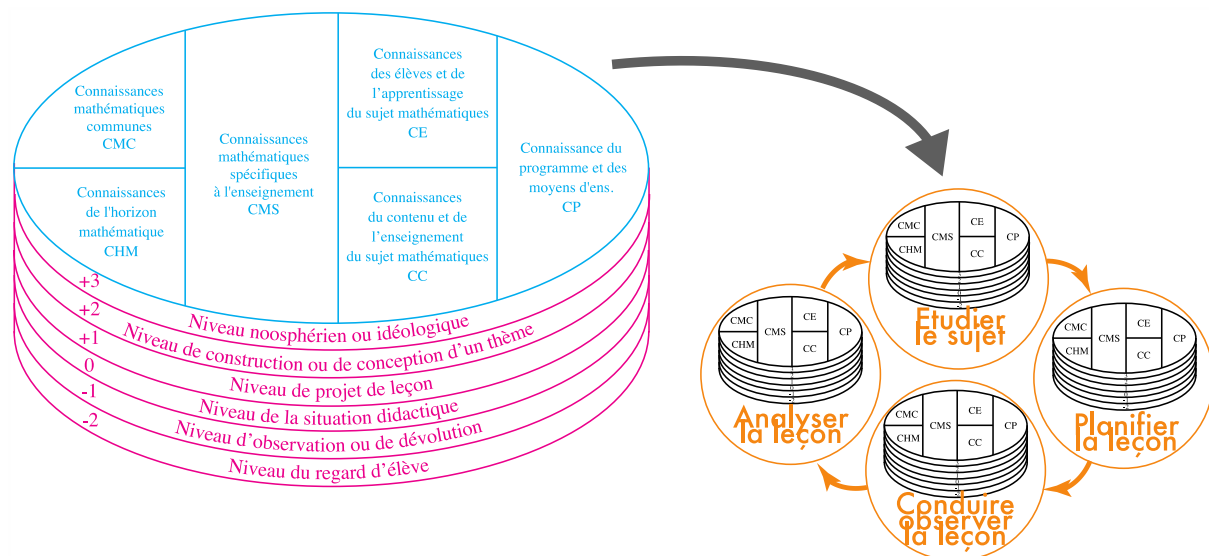 Connaissances
mathématiques
communes
CMC
Connaissances
de l'horizon
mathématique
CHM
Connaissances
mathématiques
spécifiques
à l'enseignement
CMS
Connaissances
des élèves et de
l'apprentissage
du sujet mathématiques
CE
Connaissances
du contenu et de
l'enseignement
du sujet mathématiques
CC
Connaissance du
programme et des
moyens d'ens.
CP
+3
Niveau noosphérien ou idéologique
+2
Niveau de construction ou de conception d'un thème
+1
Niveau de projet de leçon
0
Niveau de la situation didactique
-1
Niveau d'observation ou de dévolution
-2
Niveau du regard d'élève
CMC
CHM
CMS
CE
CC
CP
Etudier
le sujet
CMC
CHM
CMS
CE
CC
CP
Planifier
la leçon
CMC
CHM
CMS
CE
CC
CP
Conduire
observer
la leçon
CMC
CHM
CMS
CE
CC
CP
Analyser
la leçon